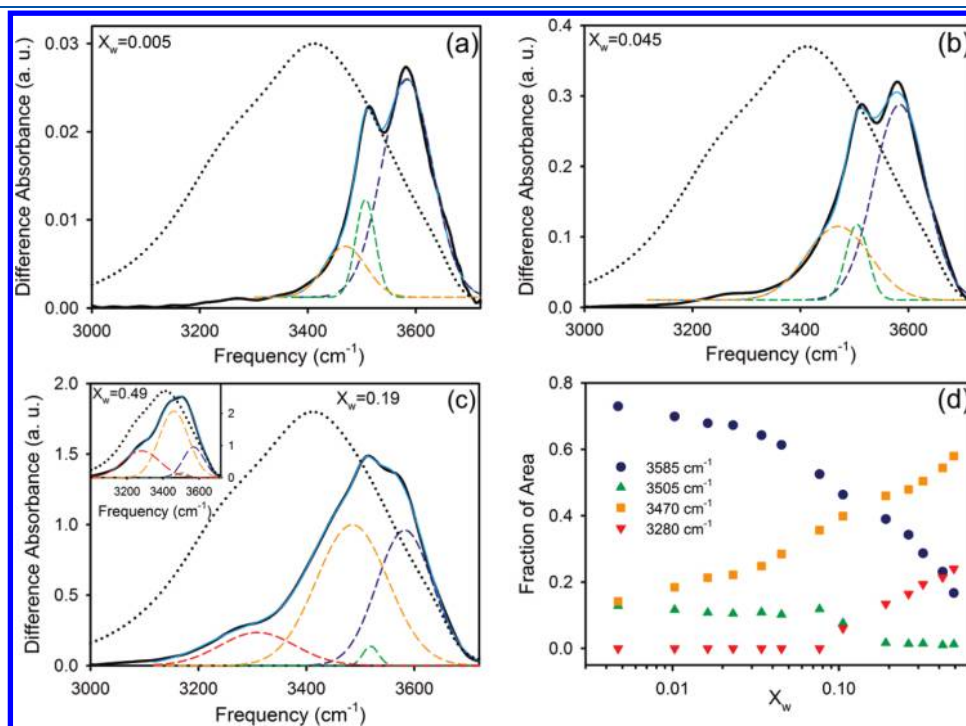 X_w=0.005
(a)
0.03
0.02
0.01
0.00
Difference Absorbance (a. u.)
3000 3200 3400 3600
Frequency (cm⁻¹)
X_w=0.045
(b)
0.4
0.3
0.2
0.1
0.0
Difference Absorbance (a. u.)
3000 3200 3400 3600
Frequency (cm⁻¹)
X_w=0.49
2
1
0
3200 3400 3600
Frequency (cm⁻¹)
X_w=0.19
(c)
2.0
1.5
1.0
0.5
0.0
Difference Absorbance (a. u.)
3000 3200 3400 3600
Frequency (cm⁻¹)
(d)
0.8
0.6
0.4
0.2
0.0
Fraction of Area
3585 cm⁻¹
3505 cm⁻¹
3470 cm⁻¹
3280 cm⁻¹
0.01 0.10
X_w